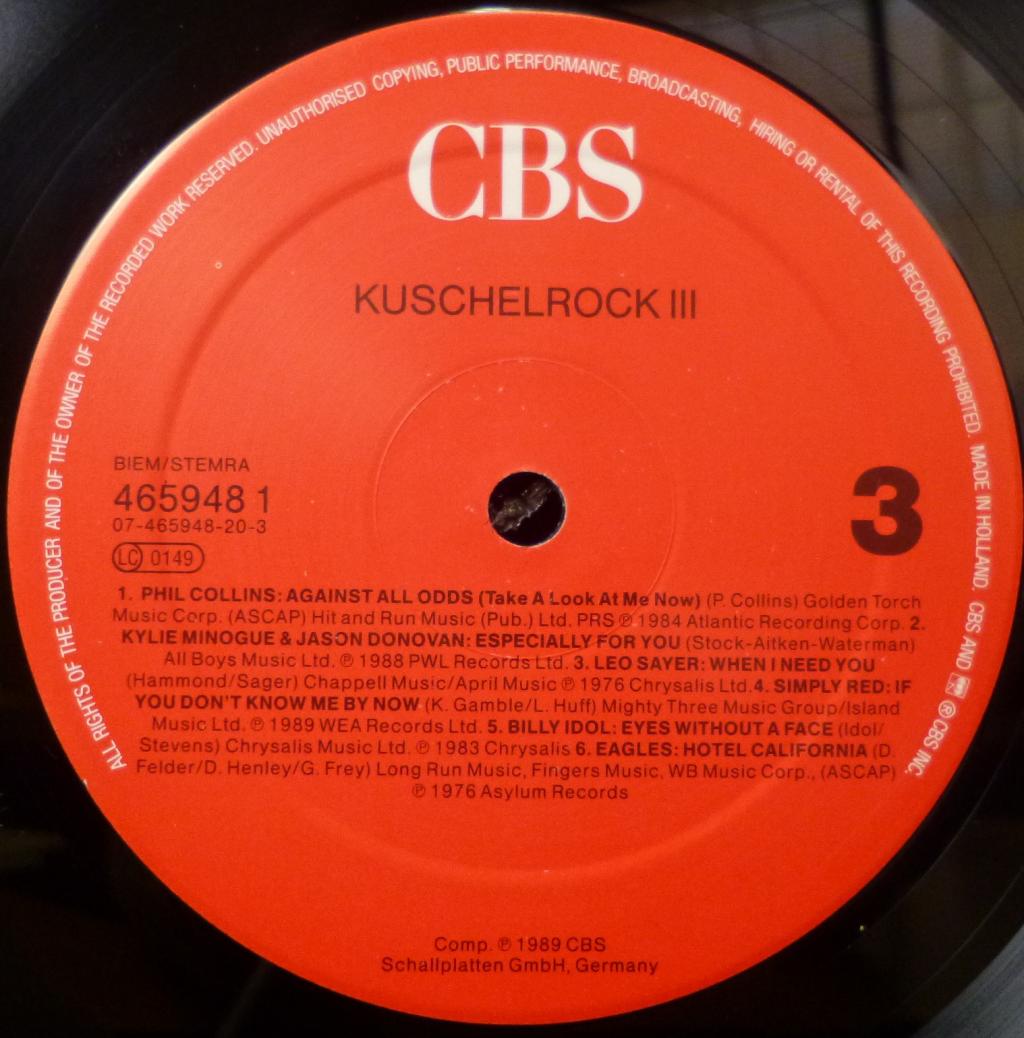 ALL RIGHTS OF THE PRODUCER AND OF THE OWNER OF THE RECORDED WORK RESERVED. UNAUTHORISED COPYING, PUBLIC PERFORMANCE, BROADCASTING, HIRING OR RENTAL OF THIS RECORDING PROHIBITED. MADE IN HOLLAND. CBS AND ® CBS INC.
CBS
KUSCHELROCK III
BIEM/STEMRA
465948 1
07-465948-20-3
LC 0149
3
1. PHIL COLLINS: AGAINST ALL ODDS (Take A Look At Me Now) (P. Collins) Golden Torch
Music Corp. (ASCAP) Hit and Run Music (Pub.) Ltd. PRS ℗ 1984 Atlantic Recording Corp. 2.
KYLIE MINOGUE & JASON DONOVAN: ESPECIALLY FOR YOU (Stock-Aitken-Waterman)
All Boys Music Ltd. ℗ 1988 PWL Records Ltd. 3. LEO SAYER: WHEN I NEED YOU
(Hammond/Sager) Chappell Music/April Music ℗ 1976 Chrysalis Ltd. 4. SIMPLY RED: IF
YOU DON'T KNOW ME BY NOW (K. Gamble/L. Huff) Mighty Three Music Group/Island
Music Ltd. ℗ 1989 WEA Records Ltd. 5. BILLY IDOL: EYES WITHOUT A FACE (Idol/
Stevens) Chrysalis Music Ltd. ℗ 1983 Chrysalis 6. EAGLES: HOTEL CALIFORNIA (D.
Felder/D. Henley/G. Frey) Long Run Music, Fingers Music, WB Music Corp., (ASCAP)
℗ 1976 Asylum Records
Comp. ℗ 1989 CBS
Schallplatten GmbH, Germany